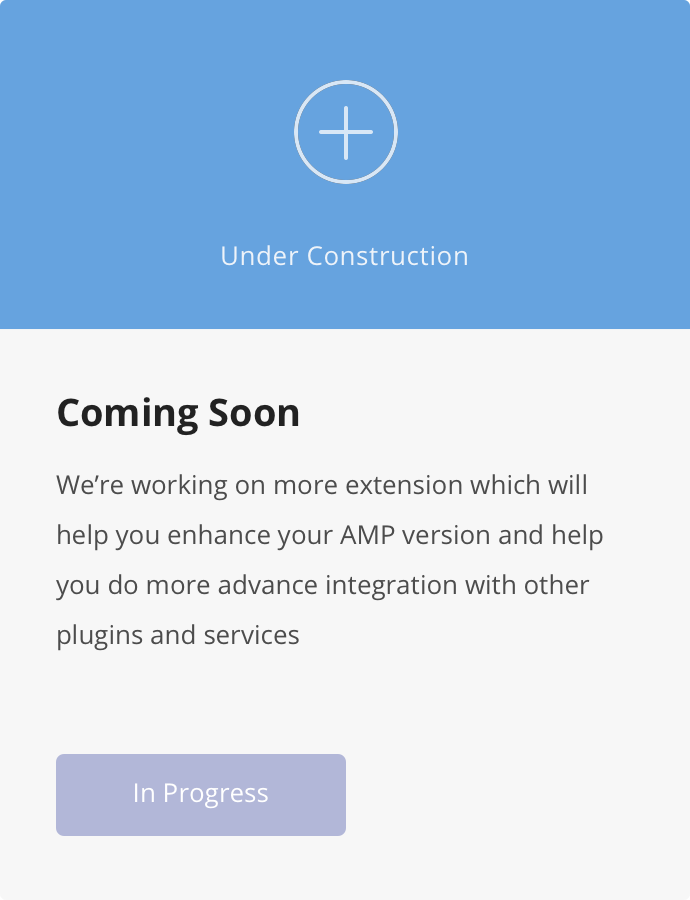 Under Construction
Coming Soon
We’re working on more extension which will
help you enhance your AMP version and help
you do more advance integration with other
plugins and services
In Progress